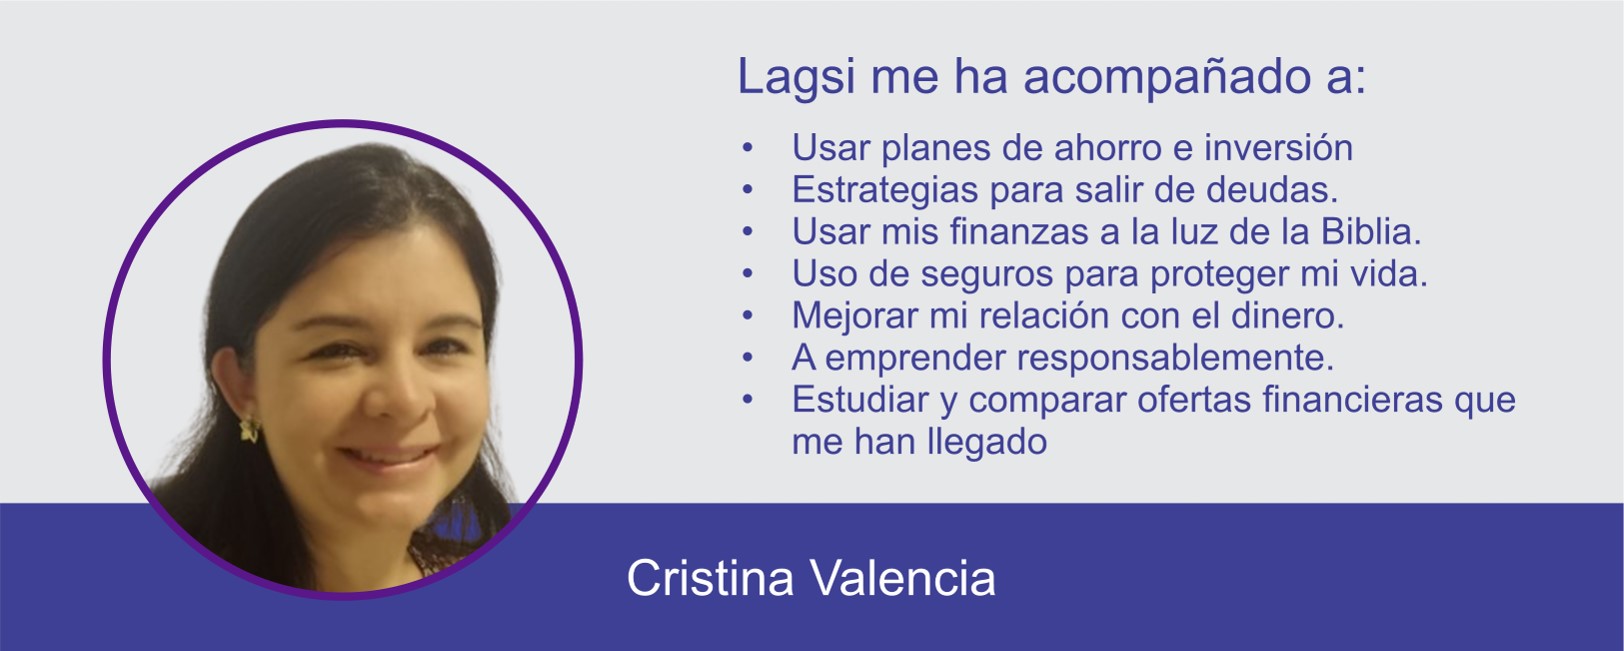 Lagsi me ha acompañado a:
• Usar planes de ahorro e inversión
• Estrategias para salir de deudas.
• Usar mis finanzas a la luz de la Biblia.
• Uso de seguros para proteger mi vida.
• Mejorar mi relación con el dinero.
• A emprender responsablemente.
• Estudiar y comparar ofertas financieras que
me han llegado
Cristina Valencia